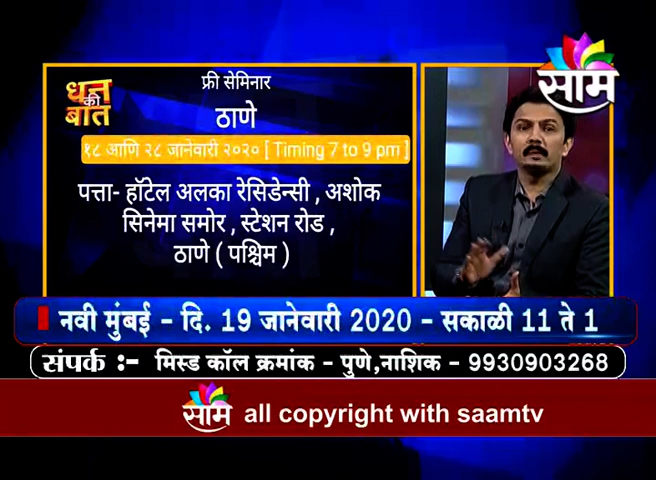 साम
धन की बात
फ्री सेमिनार
ठाणे
१८ आणि २८ जानेवारी २०२० [ Timing 7 to 9 pm ]
पत्ता- हॉटेल अलका रेसिडेन्सी , अशोक
सिनेमा समोर , स्टेशन रोड ,
ठाणे ( पश्चिम )
नवी मुंबई - दि. 19 जानेवारी 2020 - सकाळी 11 ते 1
संपर्क :- मिस्ड कॉल क्रमांक - पुणे,नाशिक - 9930903268
साम all copyright with saamtv